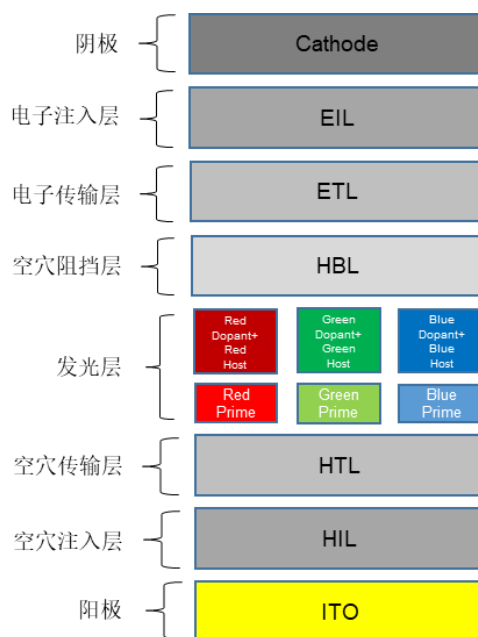 阴极
Cathode
电子注入层
EIL
电子传输层
ETL
空穴阻挡层
HBL
发光层
Red
Dopant+
Red
Host
Green
Dopant+
Green
Host
Blue
Dopant+
Blue
Host
Red
Prime
Green
Prime
Blue
Prime
空穴传输层
HTL
空穴注入层
HIL
阳极
ITO